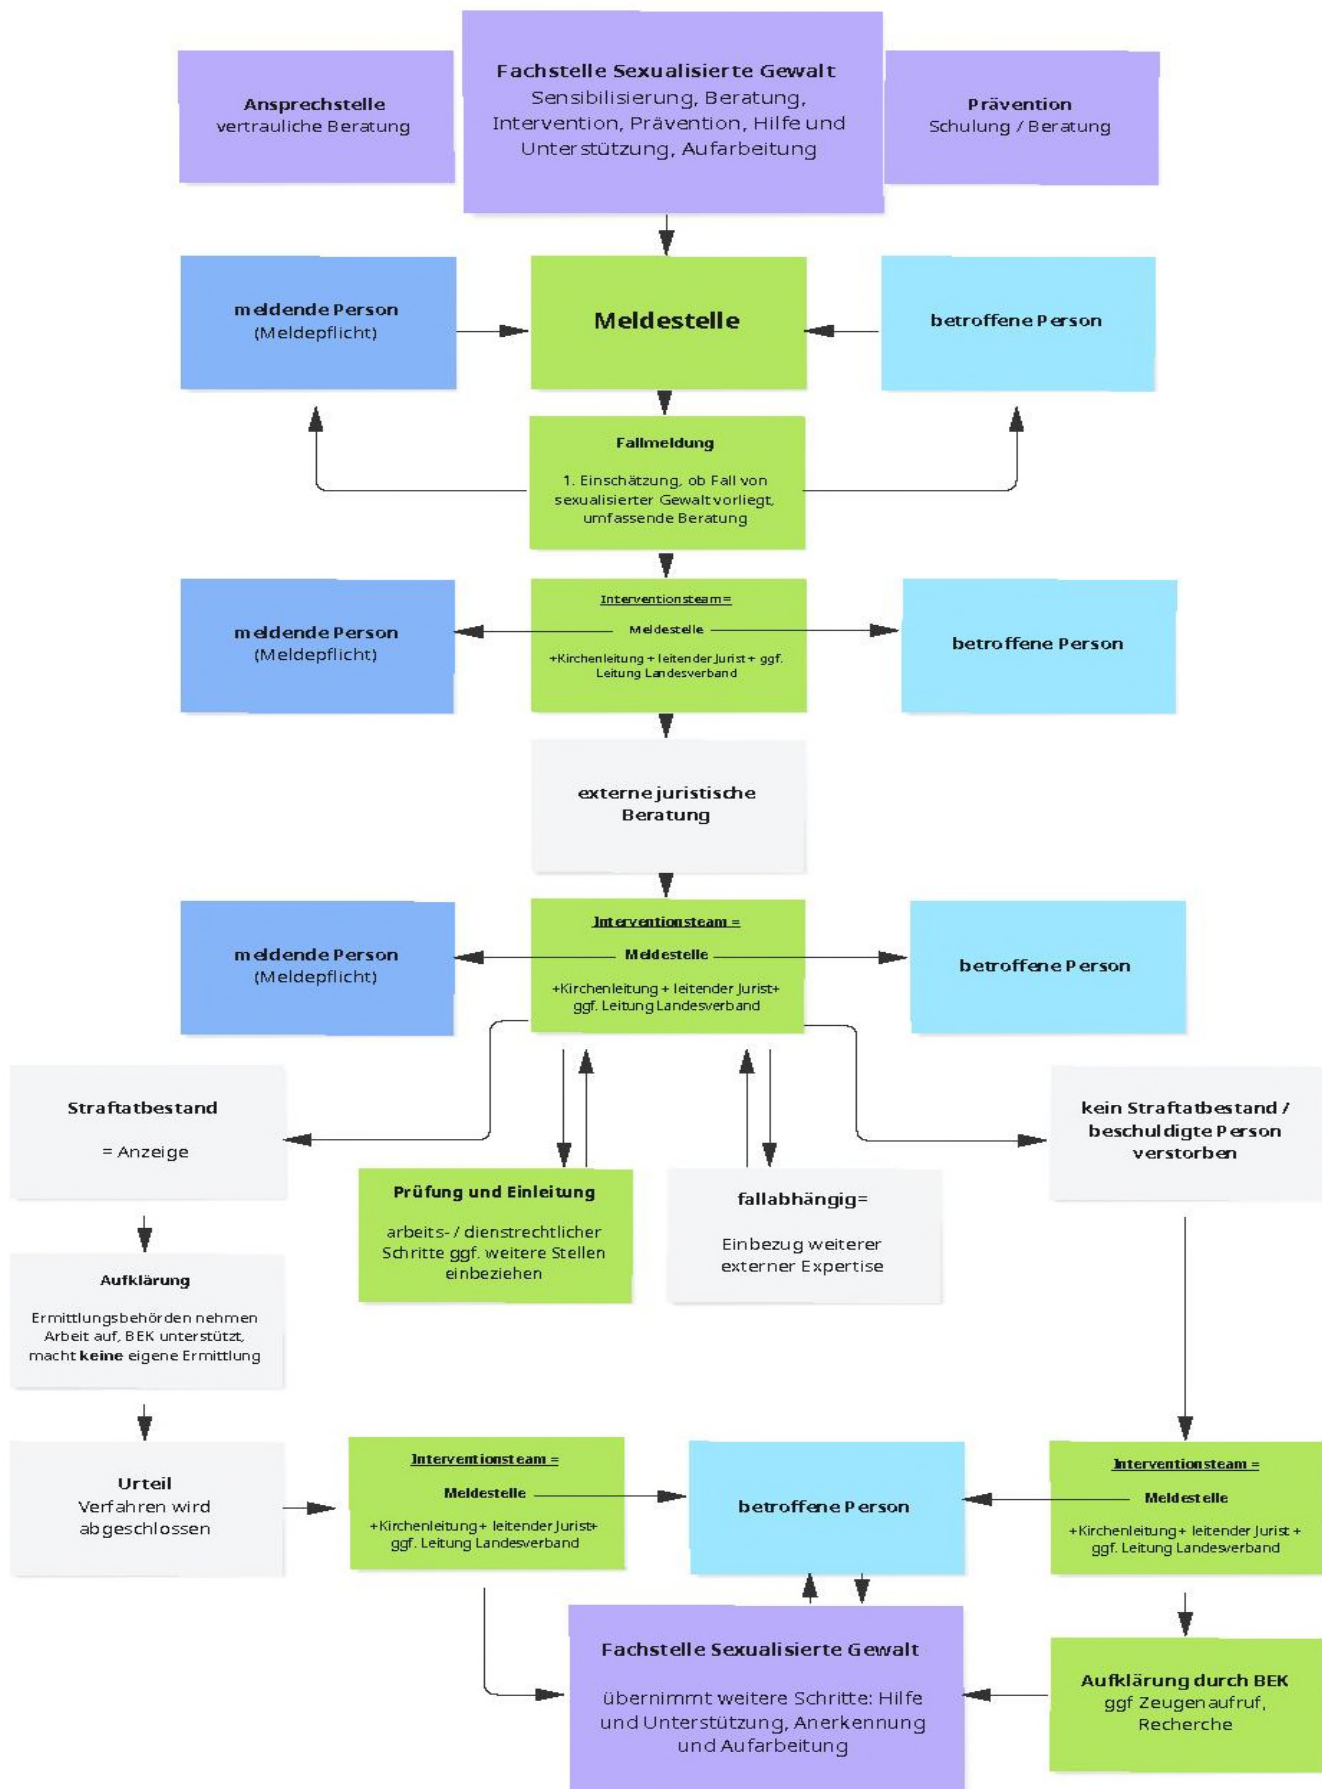 Ansprechstelle
vertrauliche Beratung
Fachstelle Sexualisierte Gewalt
Sensibilisierung, Beratung,
Intervention, Prävention, Hilfe und
Unterstützung, Aufarbeitung
Prävention
Schulung / Beratung
meldende Person
(Meldepflicht)
Meldestelle
betroffene Person
Fallmeldung
1. Einschätzung, ob Fall von
sexualisierter Gewalt vorliegt,
umfassende Beratung
meldende Person
(Meldepflicht)
Interventionsteam=
Meldestelle
+Kirchenleitung + leitender Jurist + ggf.
Leitung Landesverband
betroffene Person
externe juristische
Beratung
meldende Person
(Meldepflicht)
Interventionsteam =
Meldestelle
+Kirchenleitung + leitender Jurist+
ggf. Leitung Landesverband
betroffene Person
Straftatbestand
= Anzeige
Prüfung und Einleitung
arbeits- / dienstrechtlicher
Schritte ggf. weitere Stellen
einbeziehen
fallabhängig=
Einbezug weiterer
externer Expertise
kein Straftatbestand /
beschuldigte Person
verstorben
Aufklärung
Ermittlungsbehörden nehmen
Arbeit auf, BEK unterstützt,
macht keine eigene Ermittlung
Urteil
Verfahren wird
abgeschlossen
Interventionsteam =
Meldestelle
+Kirchenleitung + leitender Jurist+
ggf. Leitung Landesverband
betroffene Person
Interventionsteam =
Meldestelle
+Kirchenleitung + leitender Jurist +
ggf. Leitung Landesverband
Fachstelle Sexualisierte Gewalt
übernimmt weitere Schritte: Hilfe
und Unterstützung, Anerkennung
und Aufarbeitung
Aufklärung durch BEK
ggf Zeugenaufruf,
Recherche